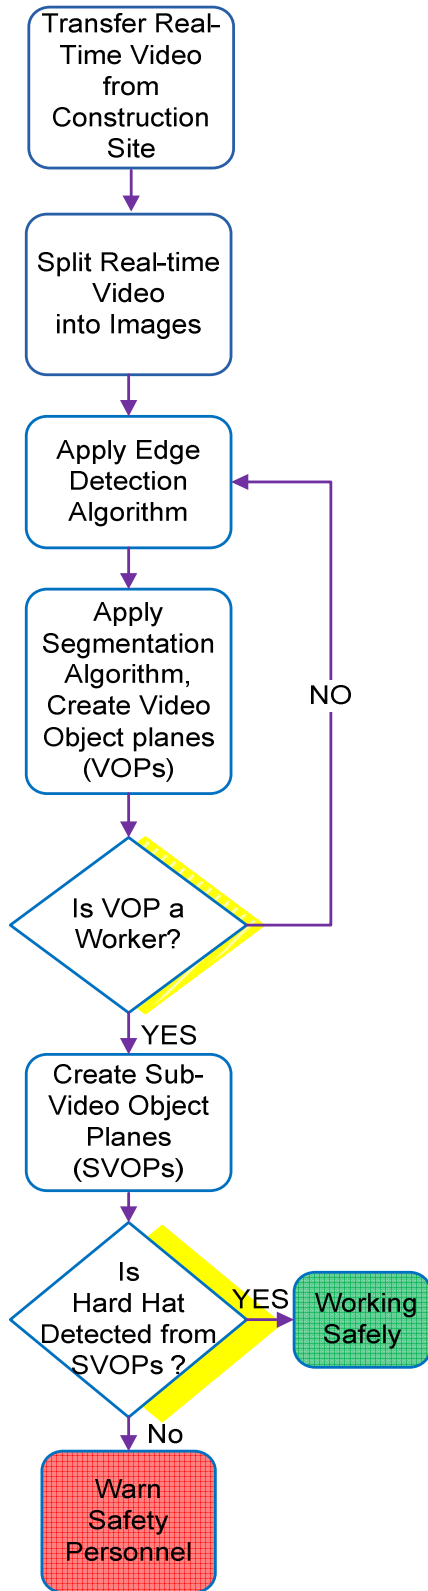 Transfer Real-
Time Video
from
Construction
Site
Split Real-time
Video
into Images
Apply Edge
Detection
Algorithm
Apply
Segmentation
Algorithm,
Create Video
Object planes
(VOPs)
NO
Is VOP a
Worker?
YES
Create Sub-
Video Object
Planes
(SVOPs)
Is
Hard Hat
Detected from
SVOPs ?
YES
Working
Safely
No
Warn
Safety
Personnel